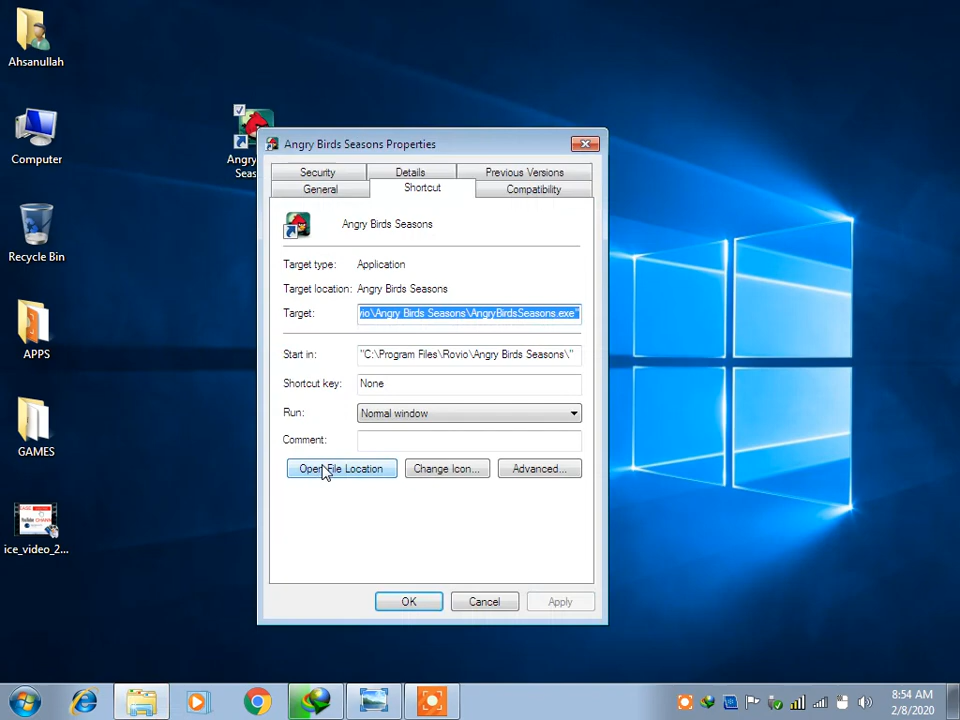 Ahsanullah
Computer
Recycle Bin
APPS
GAMES
ice_video_2...
Angry Birds Seasons Properties
Security
Details
Previous Versions
General
Shortcut
Compatibility
Angry Birds Seasons
Target type: Application
Target location: Angry Birds Seasons
Target: vio\Angry Birds Seasons\AngryBirdsSeasons.exe"
Start in: "C:\Program Files\Rovio\Angry Birds Seasons\"
Shortcut key: None
Run: Normal window
Comment:
Open File Location
Change Icon...
Advanced...
OK
Cancel
Apply
8:54 AM
2/8/2020